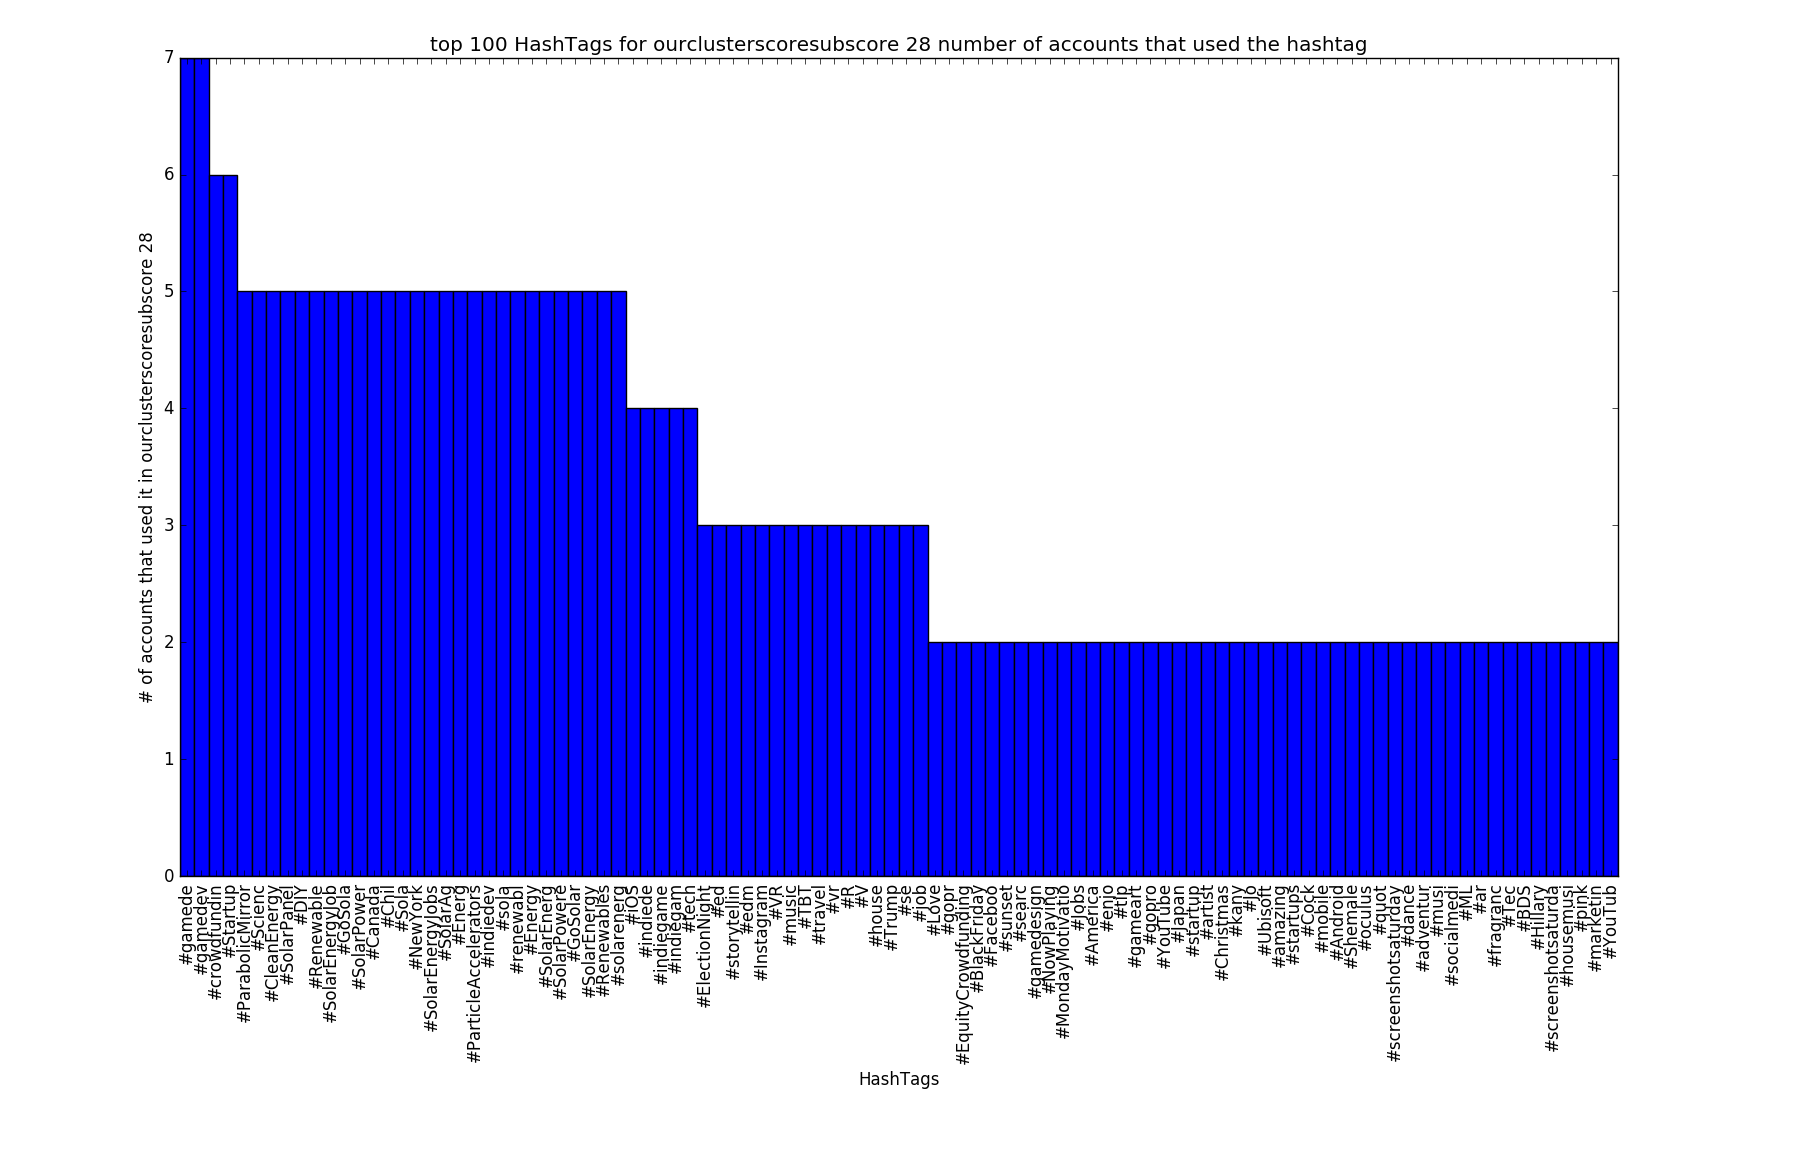 top 100 HashTags for ourclusterscoresubscore 28 number of accounts that used the hashtag
# of accounts that used it in ourclusterscoresubscore 28
7
6
5
4
3
2
1
0
#gamede
#gamedev
#crowdfundin
#Startup
#ParabolicMirror
#Scienc
#CleanEnergy
#SolarPanel
#DIY
#Renewable
#SolarEnergyJob
#GoSola
#SolarPower
#Canada
#Chil
#Sola
#NewYork
#SolarEnergyJobs
#SolarAg
#Energ
#ParticleAccelerators
#indiedev
#sola
#renewabl
#Energy
#SolarEnerg
#SolarPowere
#GoSolar
#SolarEnergy
#Renewables
#solarenerg
#iOS
#indiede
#indiegame
#indiegam
#tech
#ElectionNight
#ed
#storytellin
#edm
#Instagram
#VR
#music
#TBT
#travel
#vr
#R
#V
#house
#Trump
#se
#job
#Love
#gopr
#EquityCrowdfunding
#BlackFriday
#Faceboo
#sunset
#searc
#gamedesign
#NowPlaying
#MondayMotivatio
#Jobs
#America
#enjo
#tip
#gameart
#gopro
#YouTube
#Japan
#startup
#artist
#Christmas
#kany
#Jo
#Ubisoft
#amazing
#startups
#Cock
#mobile
#Android
#Shemale
#oculus
#quot
#screenshotsaturday
#dance
#adventur
#musi
#socialmedi
#ML
#ar
#fragranc
#Tec
#BDS
#Hillary
#screenshotsaturda
#housemusi
#pink
#marketin
#YouTub
HashTags